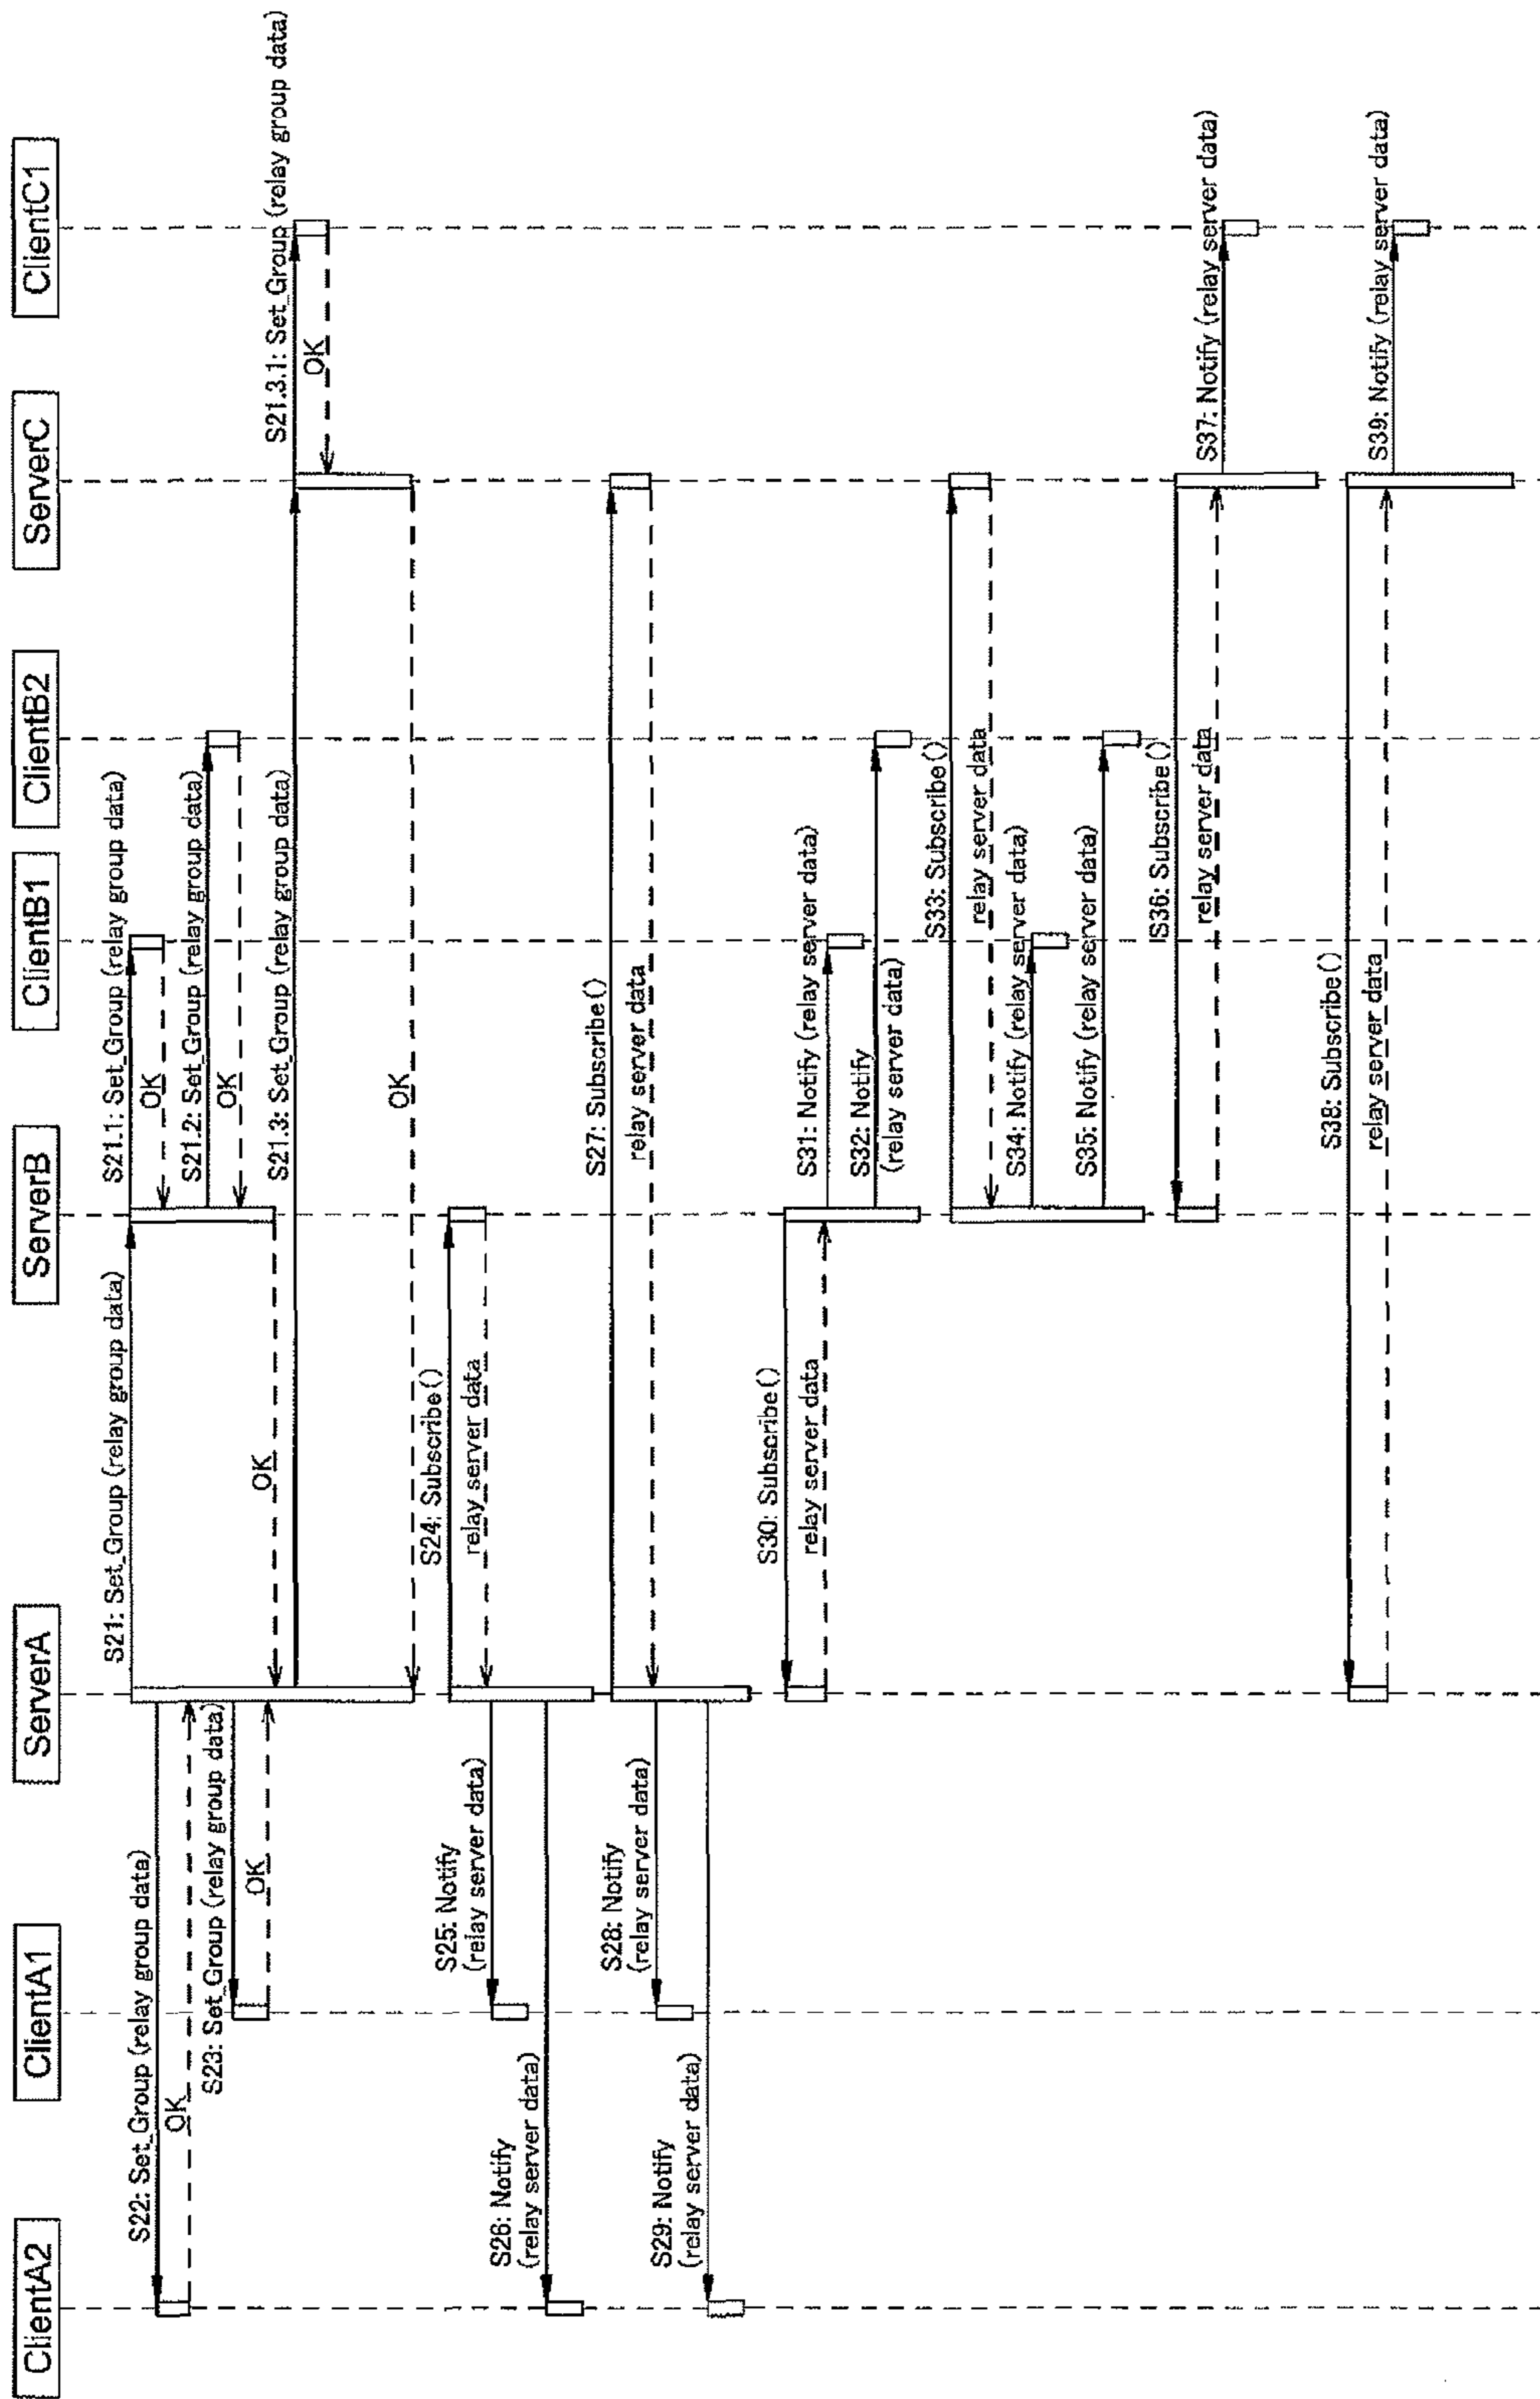 ClientA2
ClientA1
ServerA
ServerB
ClientB1
ClientB2
ServerC
ClientC1
S21: Set_Group (relay group data)
S21.1: Set_Group (relay group data)
OK
S22: Set_Group (relay group data)
OK
S21.2: Set_Group (relay group data)
OK
S23: Set_Group (relay group data)
OK
OK
S21.3: Set_Group (relay group data)
S21.3.1: Set_Group (relay group data)
OK
OK
S24: Subscribe()
relay server data
S25: Notify
(relay server data)
S26: Notify
(relay server data)
S27: Subscribe()
relay server data
S28: Notify
(relay server data)
S29: Notify
(relay server data)
S30: Subscribe()
relay server data
S31: Notify (relay server data)
S32: Notify
(relay server data)
S33: Subscribe()
relay server data
S34: Notify (relay server data)
S35: Notify (relay server data)
S36: Subscribe()
relay server data
S37: Notify (relay server data)
S38: Subscribe()
relay server data
S39: Notify (relay server data)